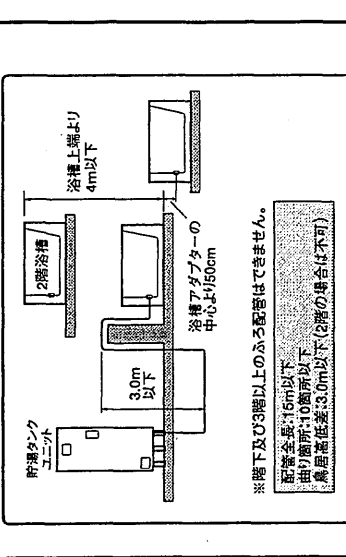 貯湯タンク
ユニット
3.0m
以下
2階浴槽
浴槽上端より
4m以下
浴槽アダプターの
中心より50cm
※階下及び3階以上のふろ配管はできません。
配管全長:15m以下
曲り箇所:10箇所以下
鳥居高低差:3.0m以下(2階の場合は不可)